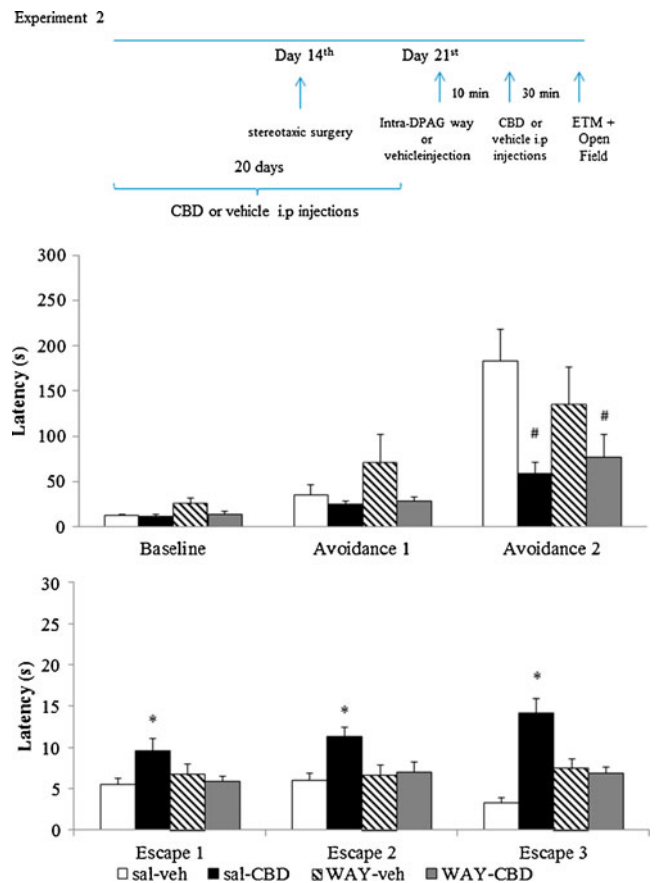 Experiment 2
Day 14th
Day 21st
10 min
30 min
stereotaxic surgery
Intra-DPAG way
or
vehicleinjection
CBD or
vehicle i.p
injections
ETM +
Open
Field
20 days
CBD or vehicle i.p injections
300
250
200
150
100
50
0
Latency (s)
#
#
Baseline
Avoidance 1
Avoidance 2
30
25
20
15
10
5
0
Latency (s)
*
*
*
Escape 1
Escape 2
Escape 3
sal-veh
sal-CBD
WAY-veh
WAY-CBD